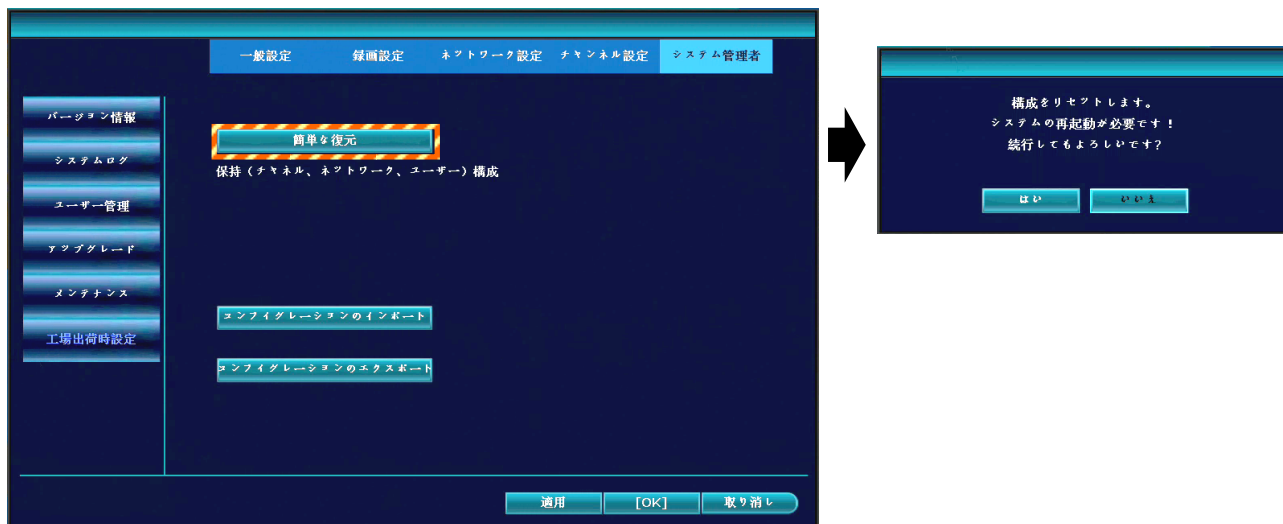 一般設定
録画設定
ネットワーク設定
チャンネル設定
システム管理者
バージョン情報
システムログ
ユーザー管理
アップグレード
メンテナンス
工場出荷時設定
簡単な復元
保持（チャネル、ネットワーク、ユーザー）構成
コンフィグレーションのインポート
コンフィグレーションのエクスポート
適用
[OK]
取り消し
構成をリセットします。
システムの再起動が必要です！
続行してもよろしいです?
はい
いいえ